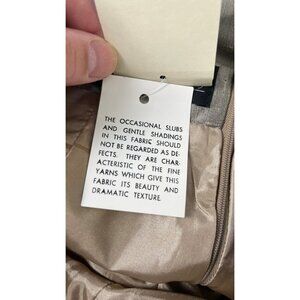 THE OCCASIONAL SLUBS
AND GENTLE SHADINGS
IN THIS FABRIC SHOULD
NOT BE REGARDED AS DE-
FECTS. THEY ARE CHAR-
ACTERISTIC OF THE FINE
YARNS WHICH GIVE THIS
FABRIC ITS BEAUTY AND
DRAMATIC TEXTURE.